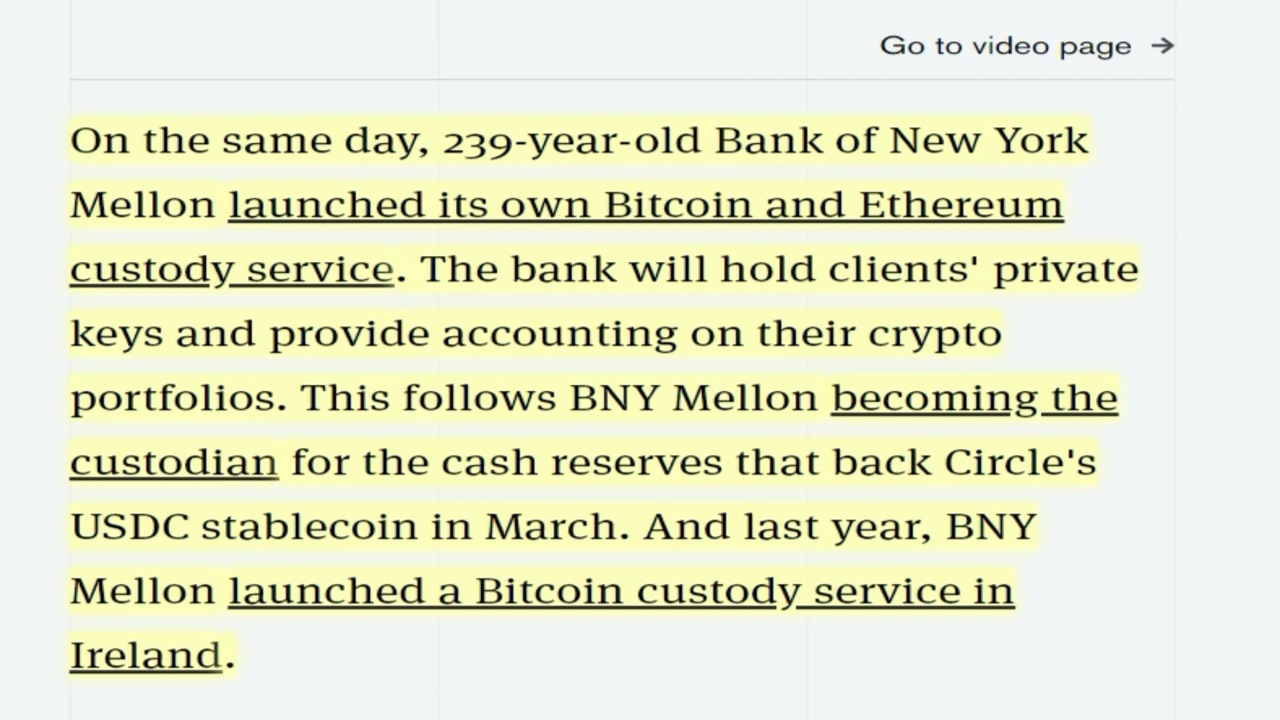 Go to video page →
On the same day, 239-year-old Bank of New York
Mellon launched its own Bitcoin and Ethereum
custody service. The bank will hold clients' private
keys and provide accounting on their crypto
portfolios. This follows BNY Mellon becoming the
custodian for the cash reserves that back Circle's
USDC stablecoin in March. And last year, BNY
Mellon launched a Bitcoin custody service in
Ireland.